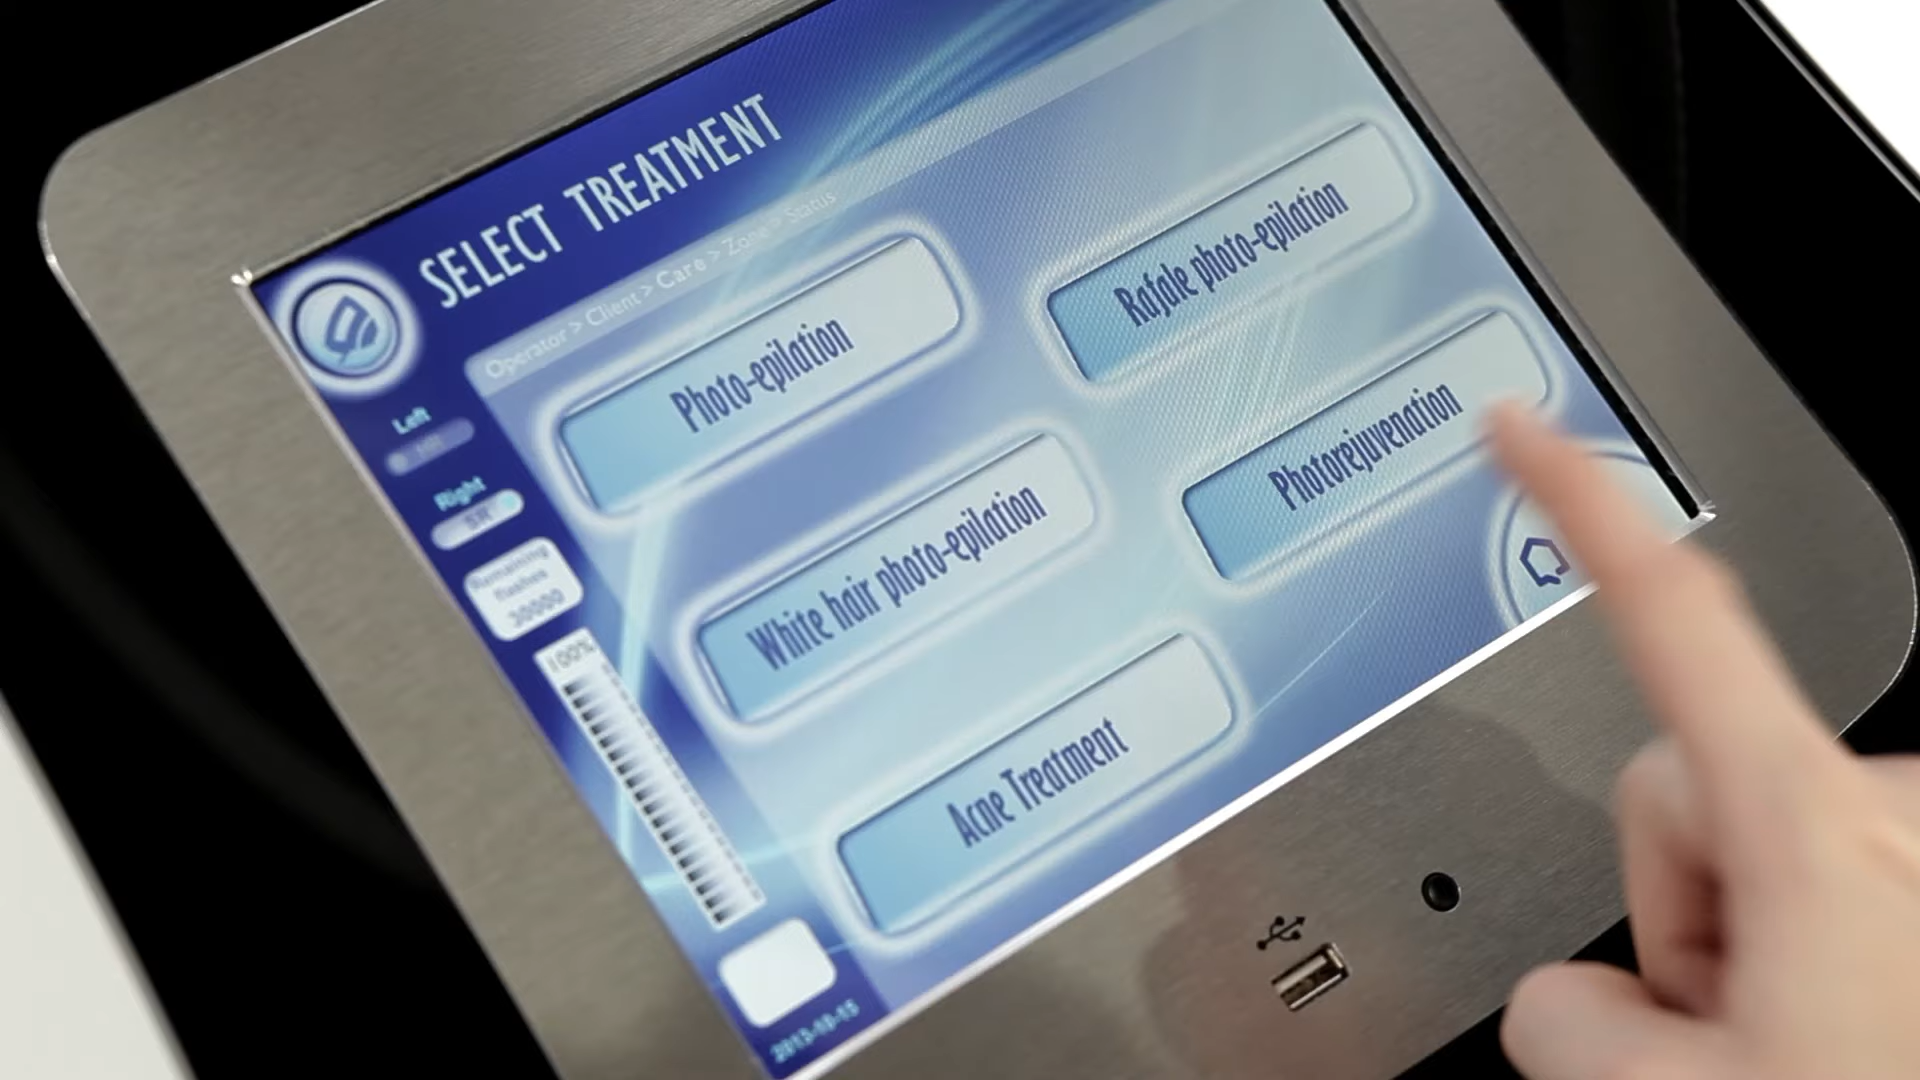 SELECT TREATMENT
Operator > Client > Care > Zone > Status
Left
Right
SR
Remaining
flashes
100%
Photo-epilation
Rafale photo-epilation
White hair photo-epilation
Photorejuvenation
Acne Treatment